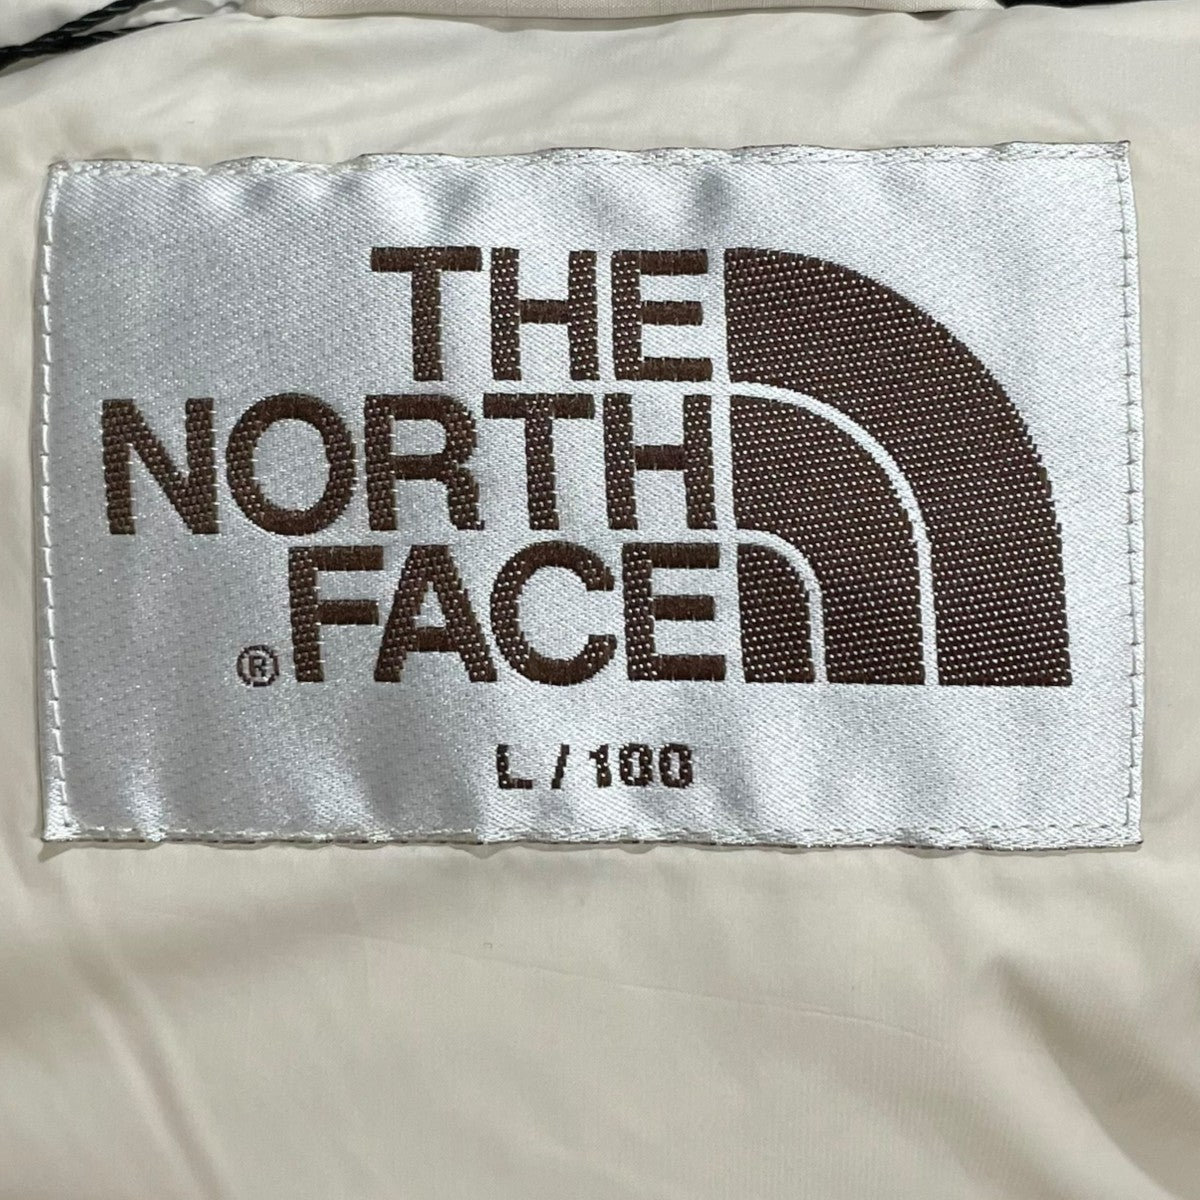 THE
NORTH
® FACE
L / 100